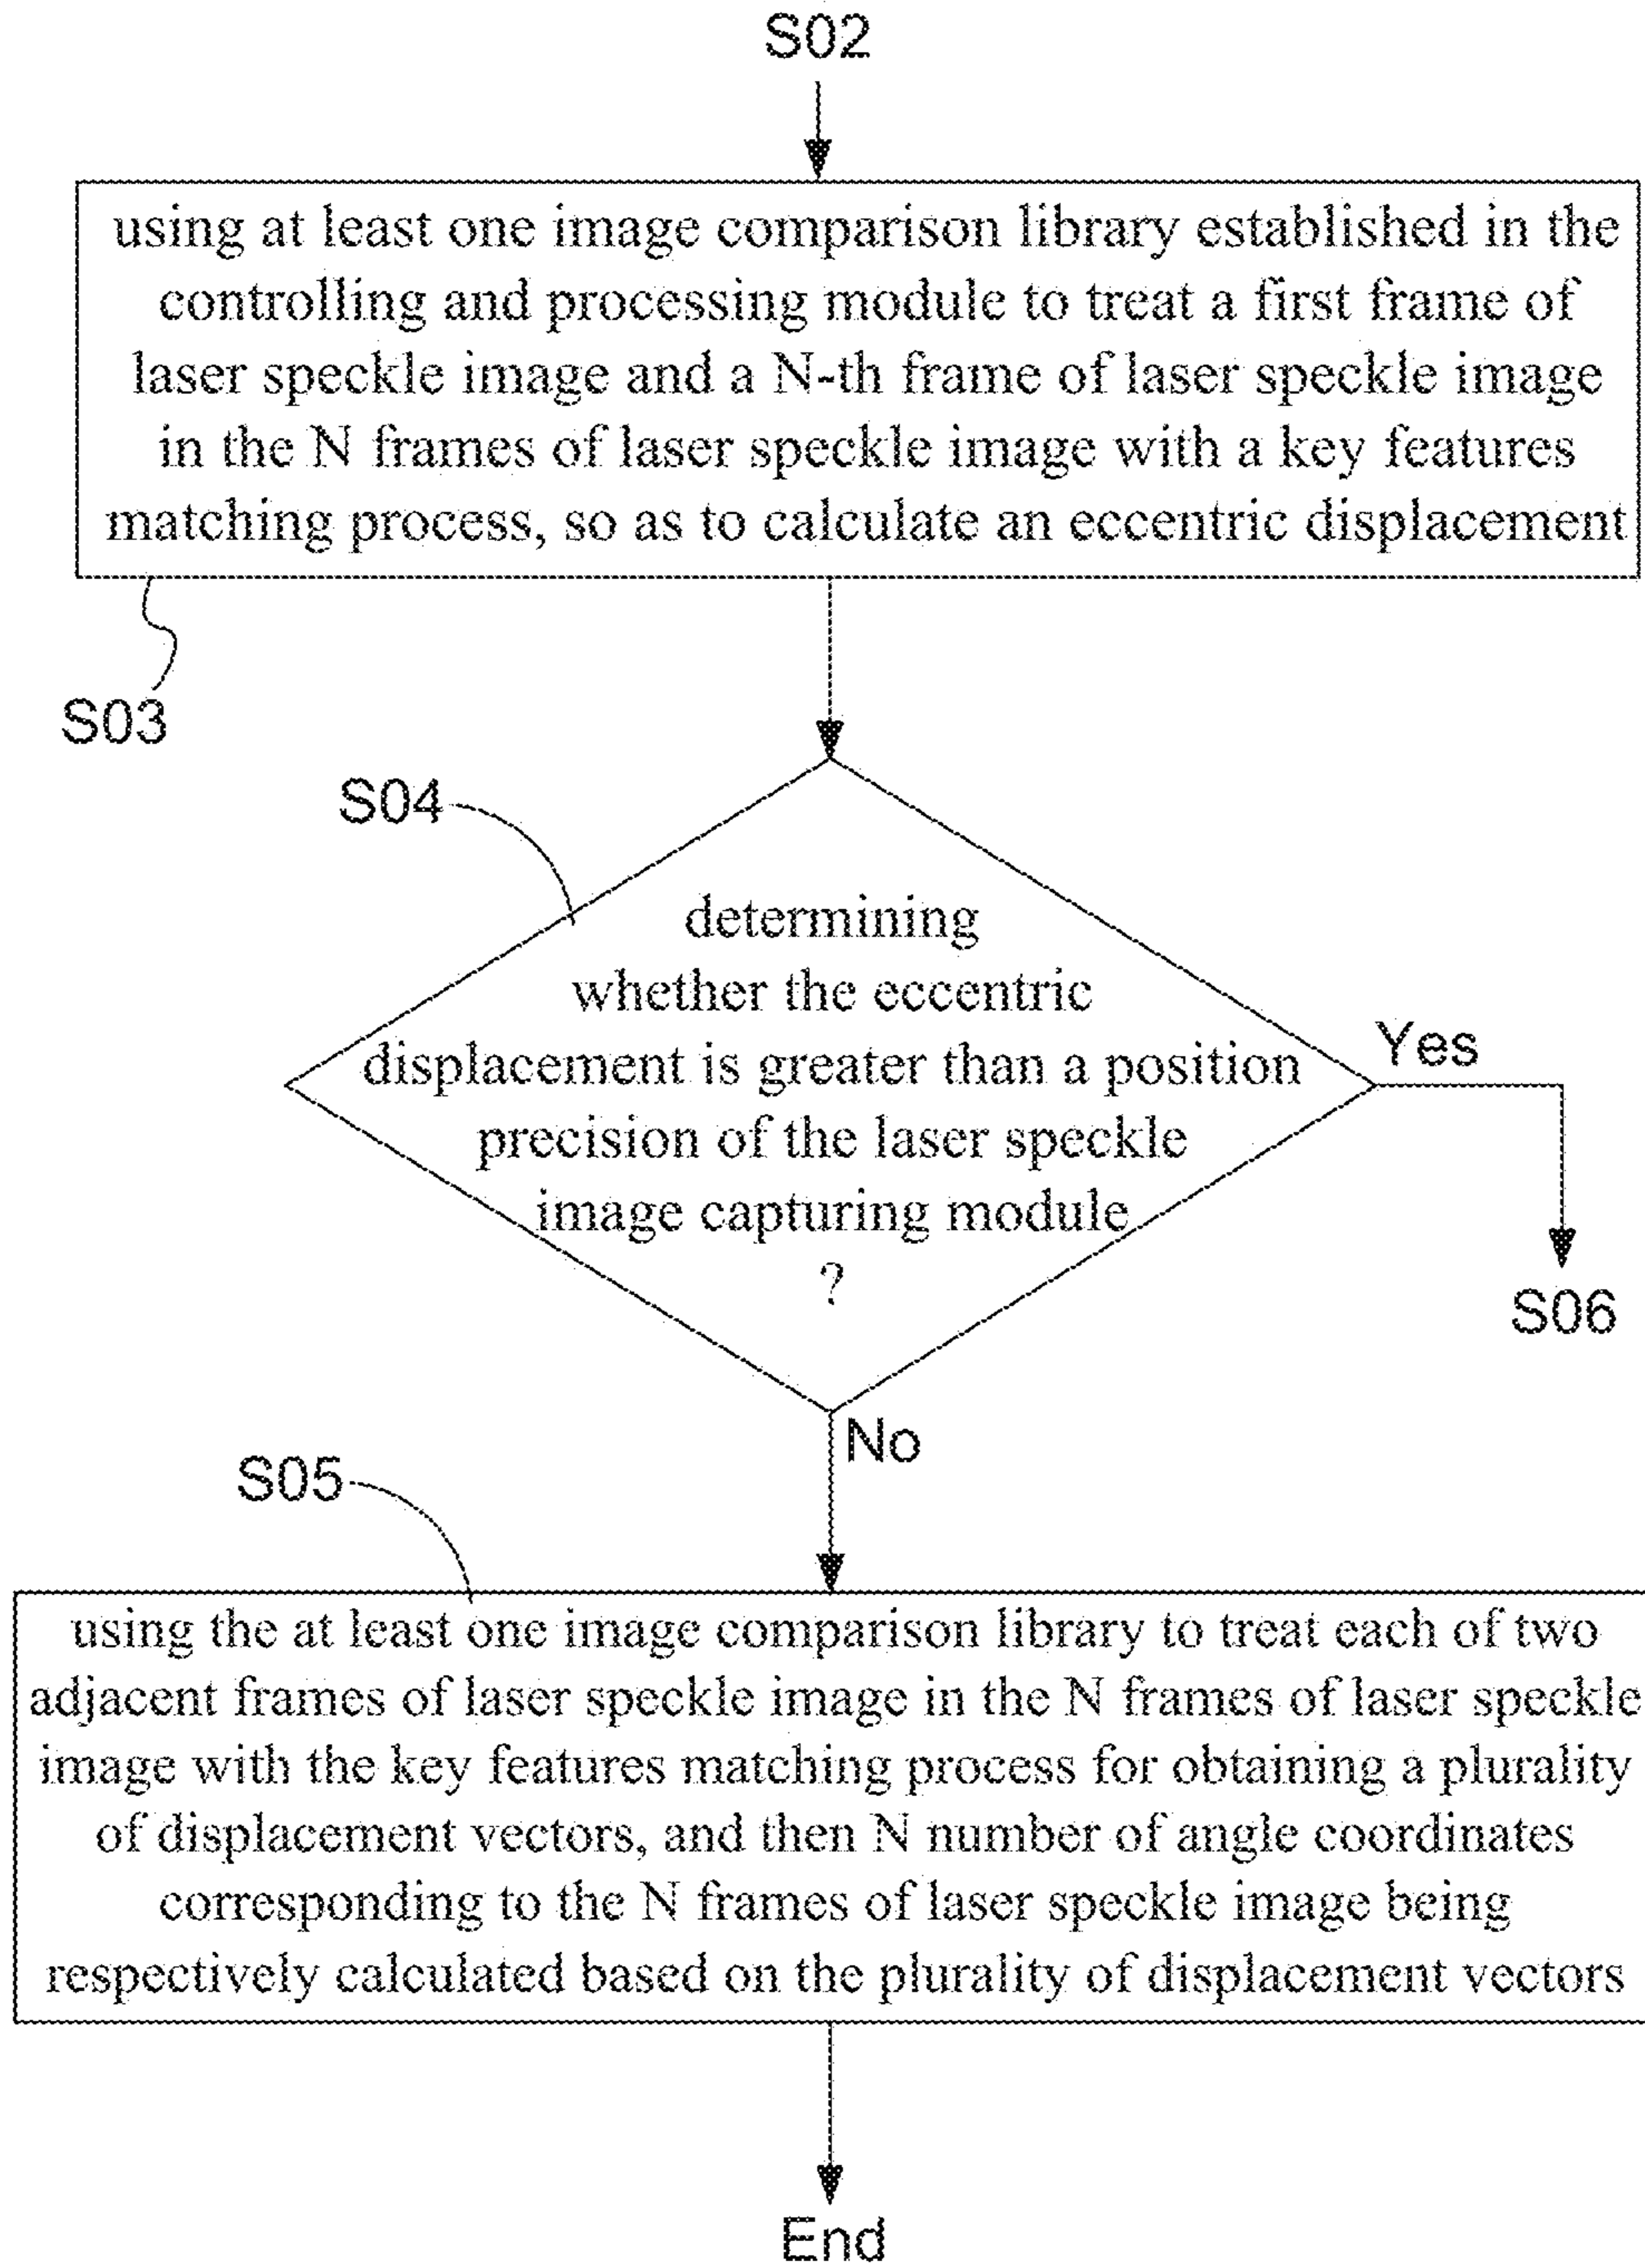 S02
using at least one image comparison library established in the
controlling and processing module to treat a first frame of
laser speckle image and a N-th frame of laser speckle image
in the N frames of laser speckle image with a key features
matching process, so as to calculate an eccentric displacement
S03
S04
determining
whether the eccentric
displacement is greater than a position
precision of the laser speckle
image capturing module
?
Yes
S06
No
S05
using the at least one image comparison library to treat each of two
adjacent frames of laser speckle image in the N frames of laser speckle
image with the key features matching process for obtaining a plurality
of displacement vectors, and then N number of angle coordinates
corresponding to the N frames of laser speckle image being
respectively calculated based on the plurality of displacement vectors
End